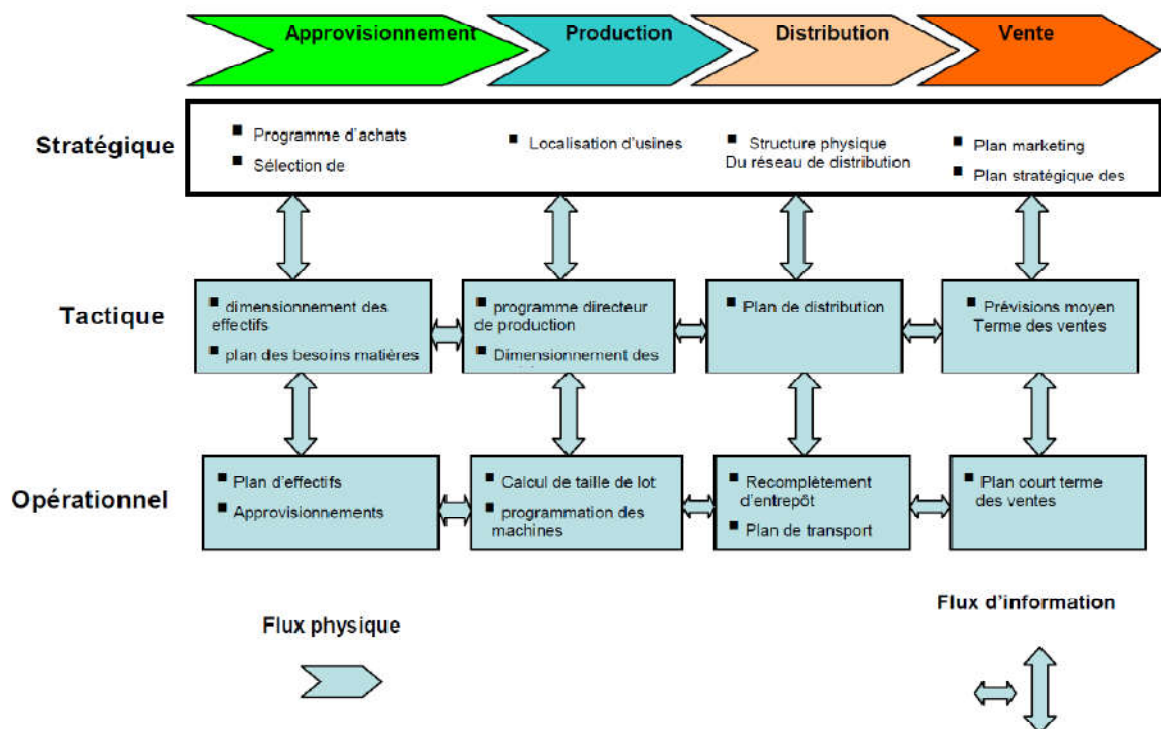 Approvisionnement
Production
Distribution
Vente
Stratégique
▪ Programme d'achats
▪ Sélection de
▪ Localisation d'usines
▪ Structure physique
Du réseau de distribution
▪ Plan marketing
▪ Plan stratégique des
Tactique
▪ dimensionnement des
effectifs
▪ plan des besoins matières
▪ programme directeur
de production
▪ Dimensionnement des
▪ Plan de distribution
▪ Prévisions moyen
Terme des ventes
Opérationnel
▪ Plan d'effectifs
▪ Approvisionnements
▪ Calcul de taille de lot
▪ programmation des
machines
▪ Recomplètement
d'entrepôt
▪ Plan de transport
▪ Plan court terme
des ventes
Flux physique
Flux d'information